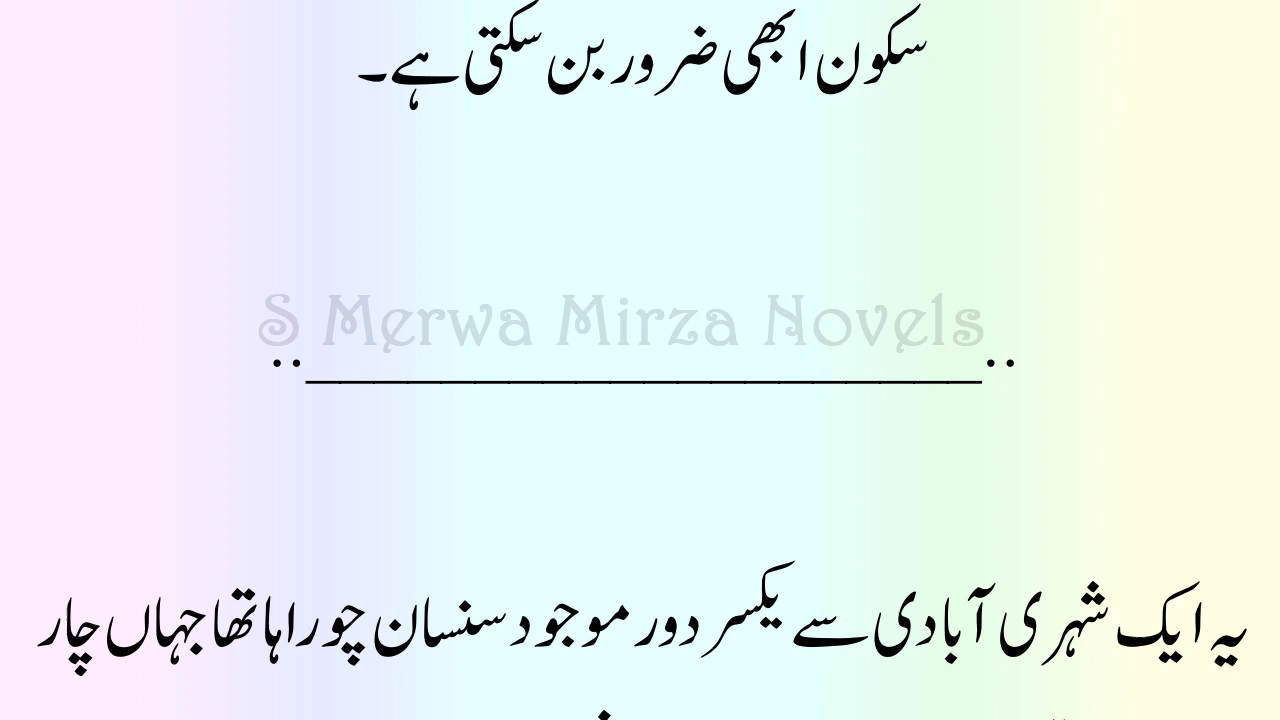 سکون ابھی ضرور بن سکتی ہے۔
S Merwa Mirza Novels
..____________________..
یہ ایک شہری آبادی سے یکسر دور موجود سنسان چوراہا تھا جہاں چار